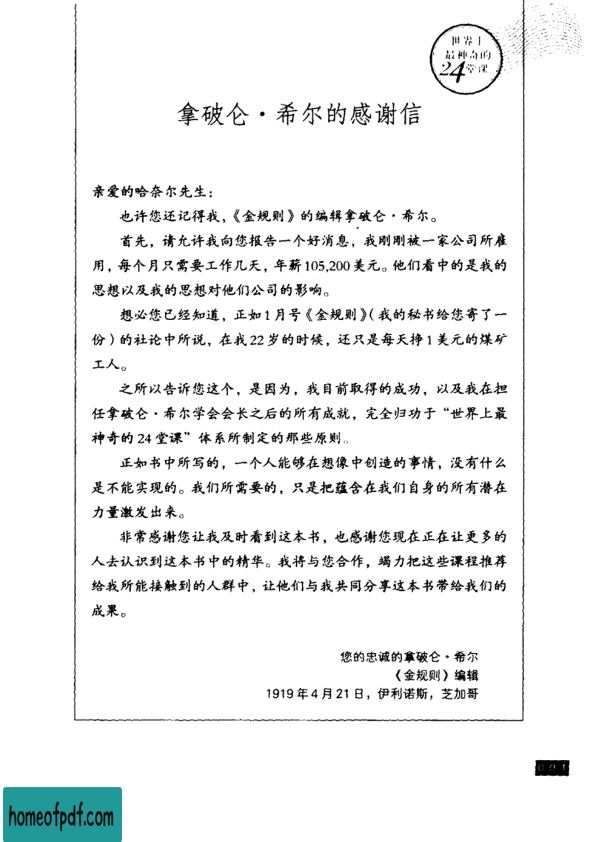 世界上
最神奇的
24堂课
拿破仑·希尔的感谢信
亲爱的哈奈尔先生：
也许您还记得我，《金规则》的编辑拿破仑·希尔。
首先，请允许我向您报告一个好消息，我刚刚被一家公司所雇
用，每个月只需要工作几天，年薪105,200美元。他们看中的是我的
思想以及我的思想对他们公司的影响。
想必您已经知道，正如1月号《金规则》（我的秘书给您寄了一
份）的社论中所说，在我22岁的时候，还只是每天挣1美元的煤矿
工人。
之所以告诉您这个，是因为，我目前取得的成功，以及我在担
任拿破仑·希尔学会会长之后的所有成就，完全归功于“世界上最
神奇的24堂课”体系所制定的那些原则。
正如书中所写的，一个人能够在想像中创造的事情，没有什么
是不能实现的。我们所需要的，只是把蕴含在我们自身的所有潜在
力量激发出来。
非常感谢您让我及时看到这本书，也感谢您现在正在让更多的
人去认识到这本书中的精华。我将与您合作，竭力把这些课程推荐
给我所能接触到的人群中，让他们与我共同分享这本书带给我们的
成果。
您的忠诚的拿破仑·希尔
《金规则》编辑
1919年4月21日，伊利诺斯，芝加哥
001
homeofpdf.com